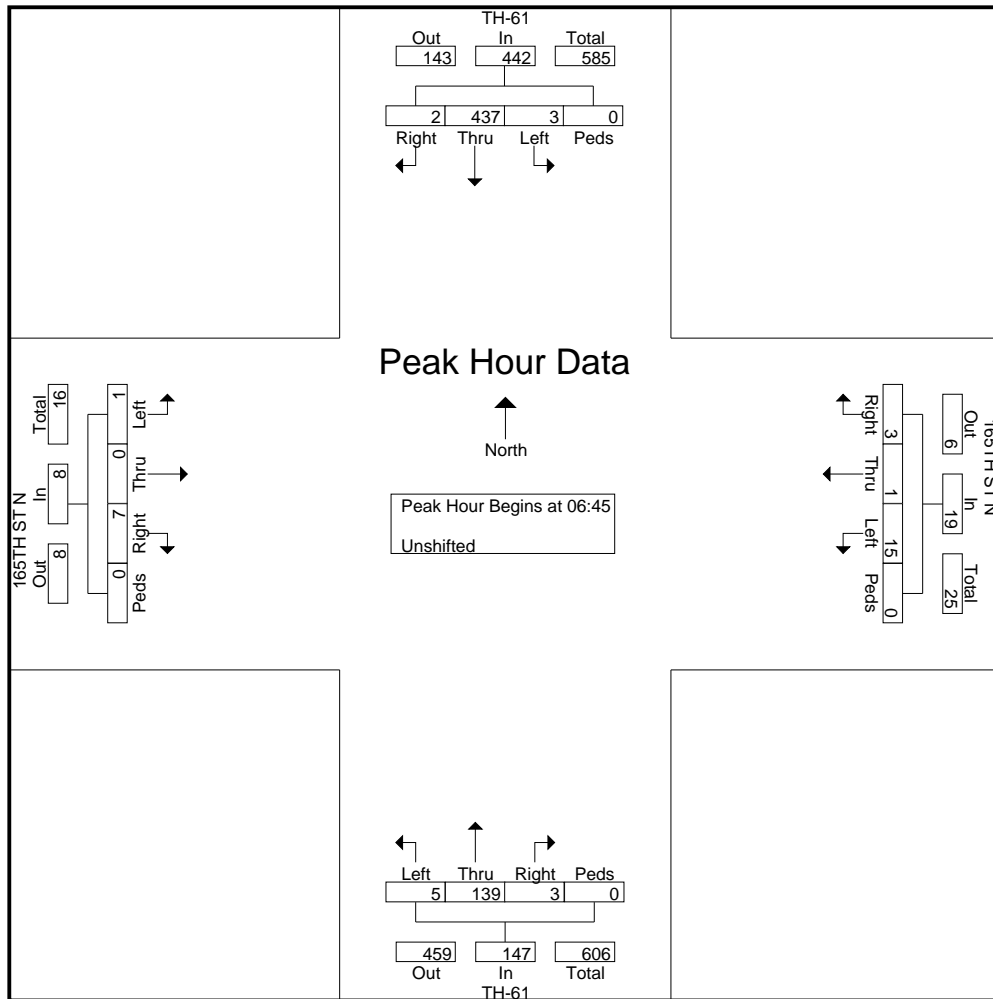 TH-61
Out In Total
143 442 585
2 437 3 0
Right Thru Left Peds
Peak Hour Data
North
Peak Hour Begins at 06:45
Unshifted
165TH ST N
Total In Out
16 8 8
1 0 7 0
Left Thru Right Peds
165TH ST N
Out In Total
6 19 25
3 1 15 0
Right Thru Left Peds
Left Thru Right Peds
5 139 3 0
459 147 606
Out In Total
TH-61